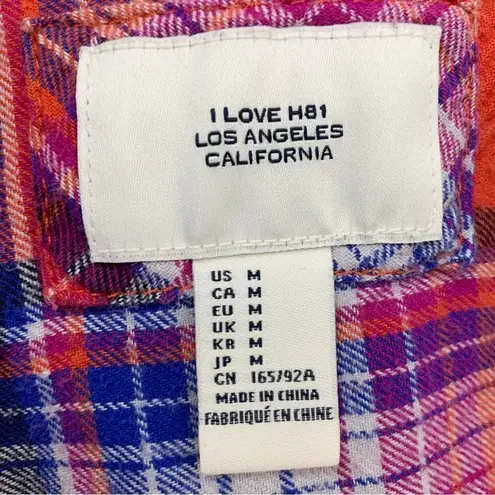 I LOVE H81
LOS ANGELES
CALIFORNIA
US M
CA M
EU M
UK M
KR M
JP M
CN 165/92A
MADE IN CHINA
FABRIQUÉ EN CHINE